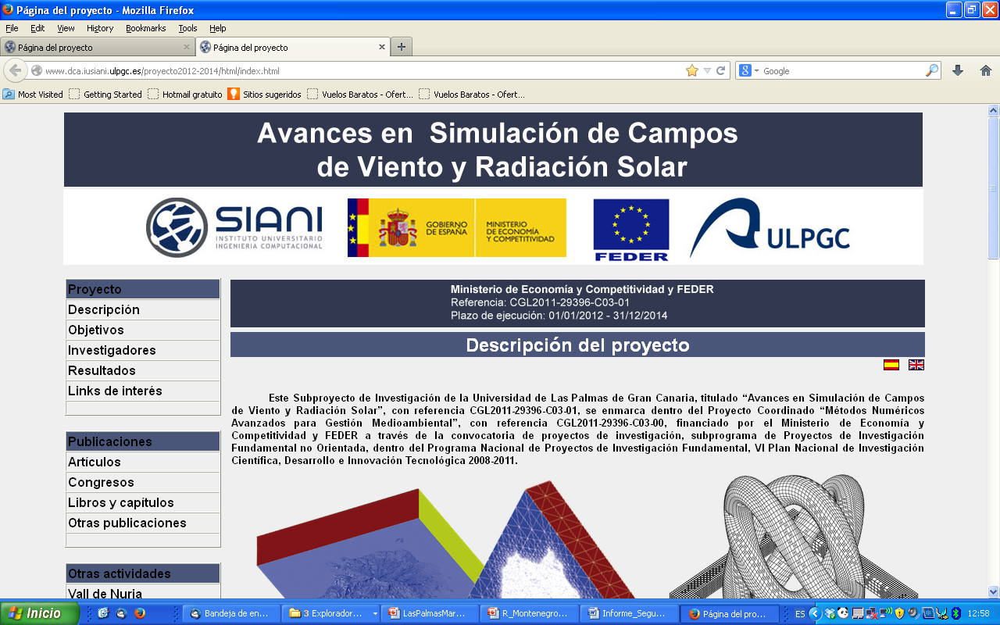 Página del proyecto - Mozilla Firefox
File Edit View History Bookmarks Tools Help
Página del proyecto
Página del proyecto
www.dca.iusiani.ulpgc.es/proyecto2012-2014/html/index.html
Google
Most Visited Getting Started Hotmail gratuito Sitios sugeridos Vuelos Baratos - Ofert... Vuelos Baratos - Ofert...
Avances en Simulación de Campos
de Viento y Radiación Solar
SIANI
INSTITUTO UNIVERSITARIO
INGENIERÍA COMPUTACIONAL
GOBIERNO
DE ESPAÑA
MINISTERIO
DE ECONOMÍA
Y COMPETITIVIDAD
FEDER
ULPGC
Proyecto
Descripción
Objetivos
Investigadores
Resultados
Links de interés
Publicaciones
Artículos
Congresos
Libros y capítulos
Otras publicaciones
Otras actividades
Vall de Nuria
Ministerio de Economía y Competitividad y FEDER
Referencia: CGL2011-29396-C03-01
Plazo de ejecución: 01/01/2012 - 31/12/2014
Descripción del proyecto
Este Subproyecto de Investigación de la Universidad de Las Palmas de Gran Canaria, titulado “Avances en Simulación de Campos
de Viento y Radiación Solar”, con referencia CGL2011-29396-C03-01, se enmarca dentro del Proyecto Coordinado “Métodos Numéricos
Avanzados para Gestión Medioambiental”, con referencia CGL2011-29396-C03-00, financiado por el Ministerio de Economía y
Competitividad y FEDER a través de la convocatoria de proyectos de investigación, subprograma de Proyectos de Investigación
Fundamental no Orientada, dentro del Programa Nacional de Proyectos de Investigación Fundamental, VI Plan Nacional de Investigación
Científica, Desarrollo e Innovación Tecnológica 2008-2011.
Inicio
Bandeja de en...
3 Explorador...
LasPalmasMar...
R_Montenegro...
Informe_Segu...
Página del pro...
ES
12:58